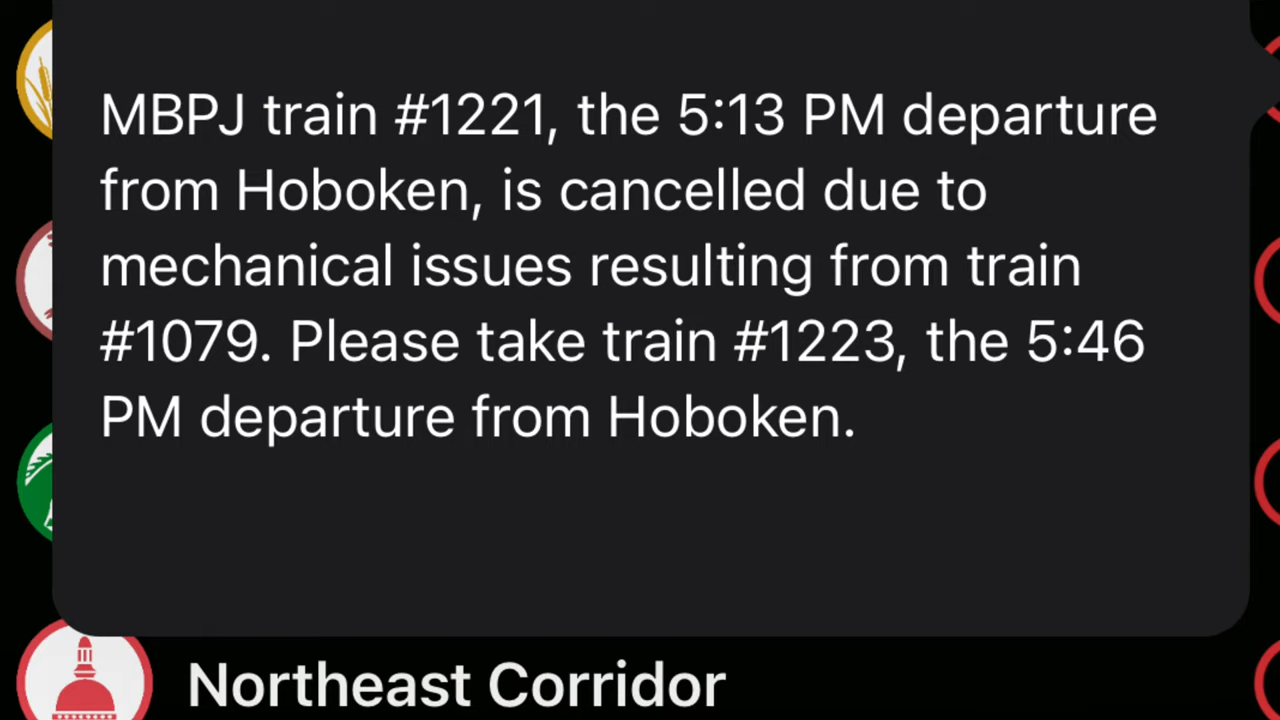 MBPJ train #1221, the 5:13 PM departure
from Hoboken, is cancelled due to
mechanical issues resulting from train
#1079. Please take train #1223, the 5:46
PM departure from Hoboken.
Northeast Corridor